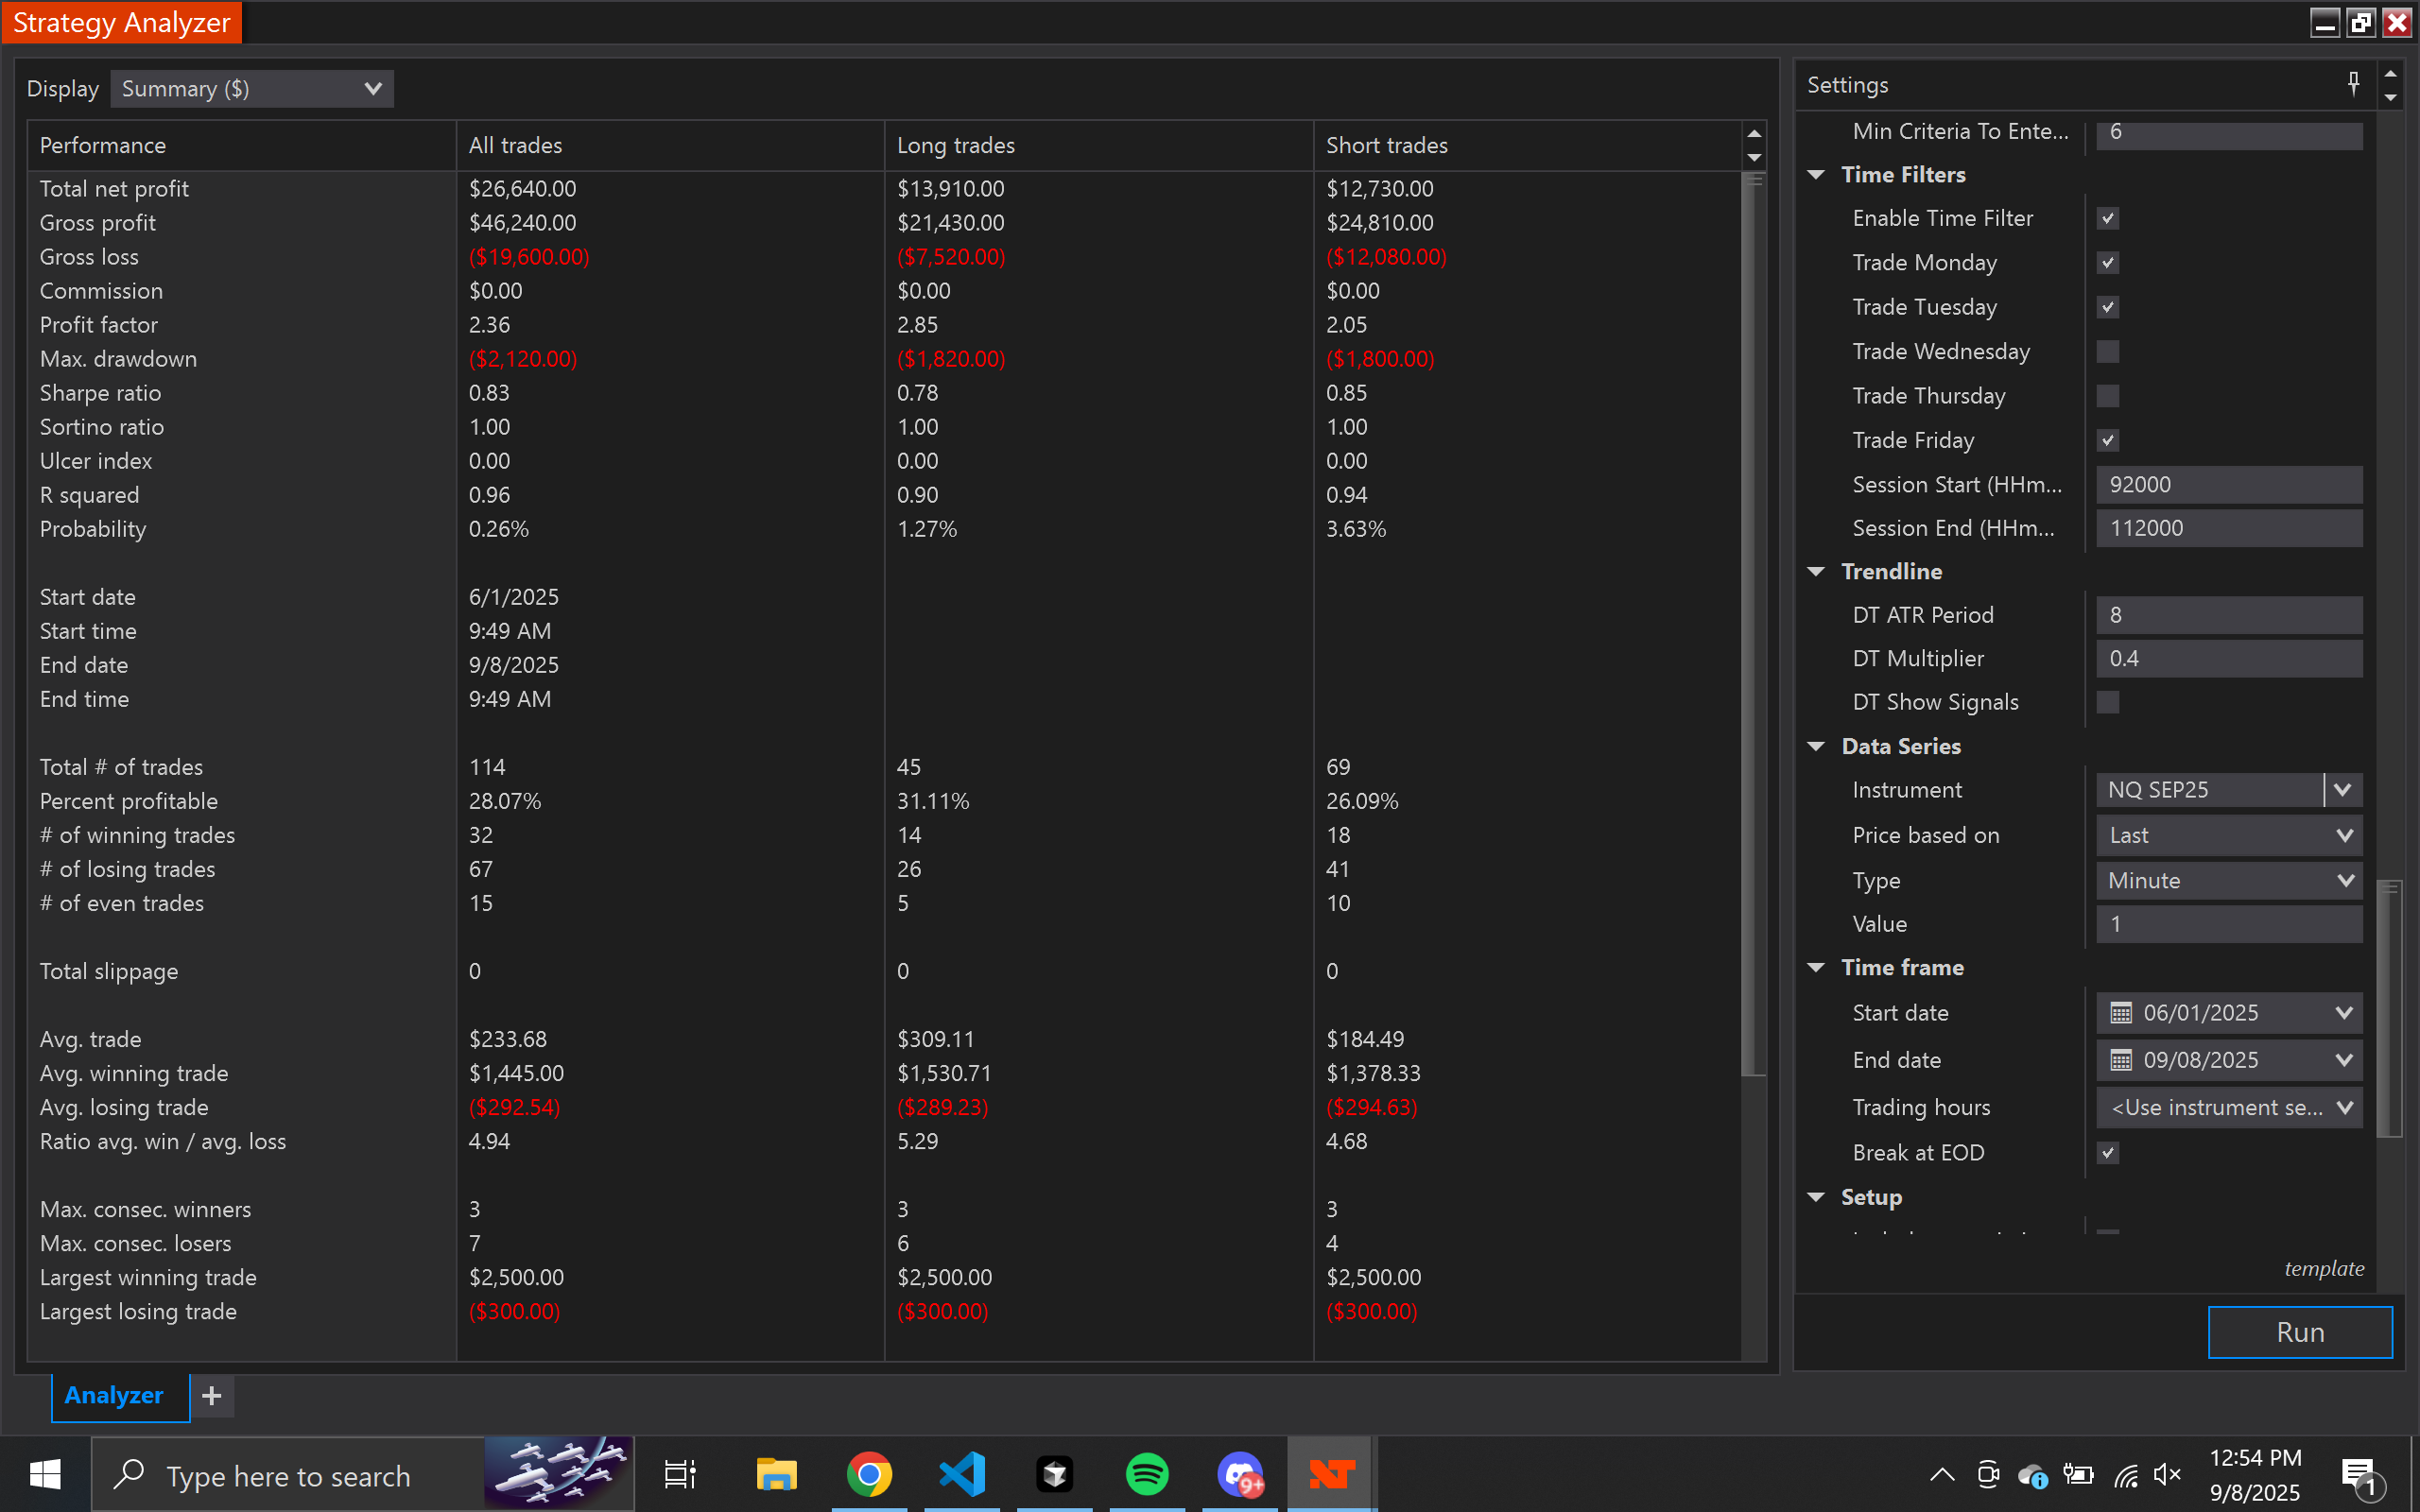 Strategy Analyzer
Display Summary ($)
Performance All trades Long trades Short trades
Total net profit $26,640.00 $13,910.00 $12,730.00
Gross profit $46,240.00 $21,430.00 $24,810.00
Gross loss ($19,600.00) ($7,520.00) ($12,080.00)
Commission $0.00 $0.00 $0.00
Profit factor 2.36 2.85 2.05
Max. drawdown ($2,120.00) ($1,820.00) ($1,800.00)
Sharpe ratio 0.83 0.78 0.85
Sortino ratio 1.00 1.00 1.00
Ulcer index 0.00 0.00 0.00
R squared 0.96 0.90 0.94
Probability 0.26% 1.27% 3.63%
Start date 6/1/2025
Start time 9:49 AM
End date 9/8/2025
End time 9:49 AM
Total # of trades 114 45 69
Percent profitable 28.07% 31.11% 26.09%
# of winning trades 32 14 18
# of losing trades 67 26 41
# of even trades 15 5 10
Total slippage 0 0 0
Avg. trade $233.68 $309.11 $184.49
Avg. winning trade $1,445.00 $1,530.71 $1,378.33
Avg. losing trade ($292.54) ($289.23) ($294.63)
Ratio avg. win / avg. loss 4.94 5.29 4.68
Max. consec. winners 3 3 3
Max. consec. losers 7 6 4
Largest winning trade $2,500.00 $2,500.00 $2,500.00
Largest losing trade ($300.00) ($300.00) ($300.00)
Analyzer +
Settings
Min Criteria To Ente... 6
Time Filters
Enable Time Filter
Trade Monday
Trade Tuesday
Trade Wednesday
Trade Thursday
Trade Friday
Session Start (HHm... 92000
Session End (HHm... 112000
Trendline
DT ATR Period 8
DT Multiplier 0.4
DT Show Signals
Data Series
Instrument NQ SEP25
Price based on Last
Type Minute
Value 1
Time frame
Start date 06/01/2025
End date 09/08/2025
Trading hours <Use instrument se...
Break at EOD
Setup
template
Run
Type here to search
9+
12:54 PM
9/8/2025
1